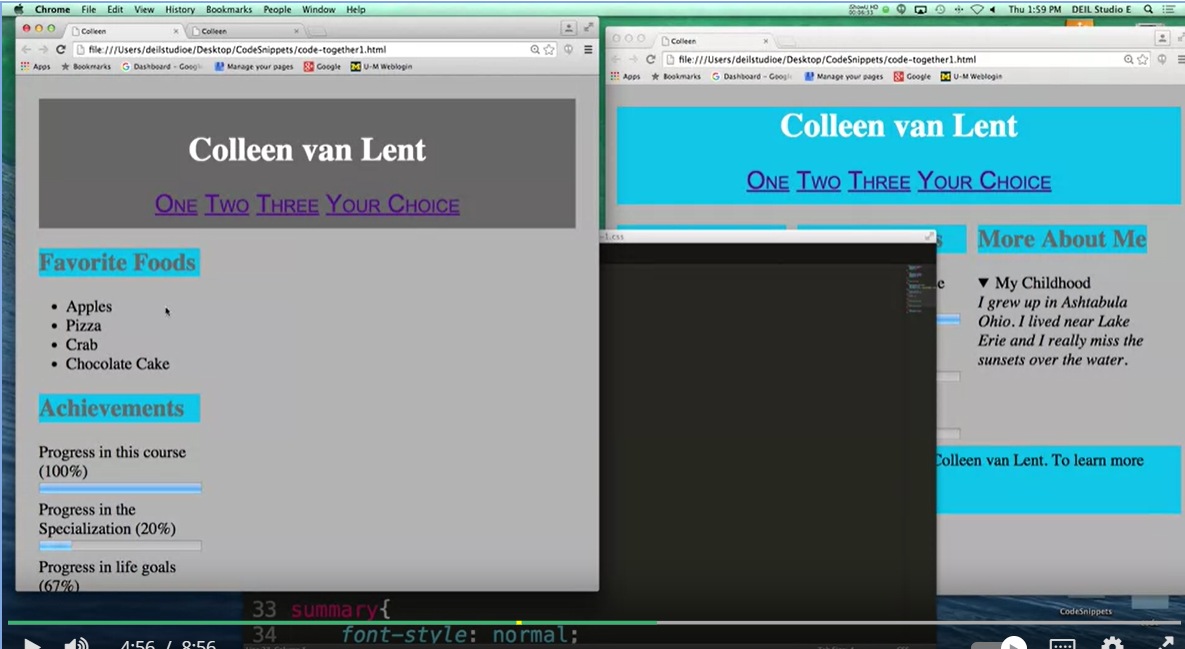 Chrome File Edit View History Bookmarks People Window Help
Thu 1:59 PM DEIL Studio E
Colleen
Colleen
file:///Users/deilstudioe/Desktop/CodeSnippets/code-together1.html
Apps Bookmarks Dashboard - Googl Manage your pages Google U-M Weblogin
Colleen van Lent
One Two Three Your Choice
Favorite Foods
• Apples
• Pizza
• Crab
• Chocolate Cake
Achievements
Progress in this course
(100%)
Progress in the
Specialization (20%)
Progress in life goals
(67%)
Colleen
file:///Users/deilstudioe/Desktop/CodeSnippets/code-together1.html
Apps Bookmarks Dashboard - Googl Manage your pages Google U-M Weblogin
Colleen van Lent
One Two Three Your Choice
s
More About Me
e
▼ My Childhood
I grew up in Ashtabula
Ohio. I lived near Lake
Erie and I really miss the
sunsets over the water.
Colleen van Lent. To learn more
-1.css
CodeSnippets
33 summary{
34 font-style: normal;
4:56 / 8:56